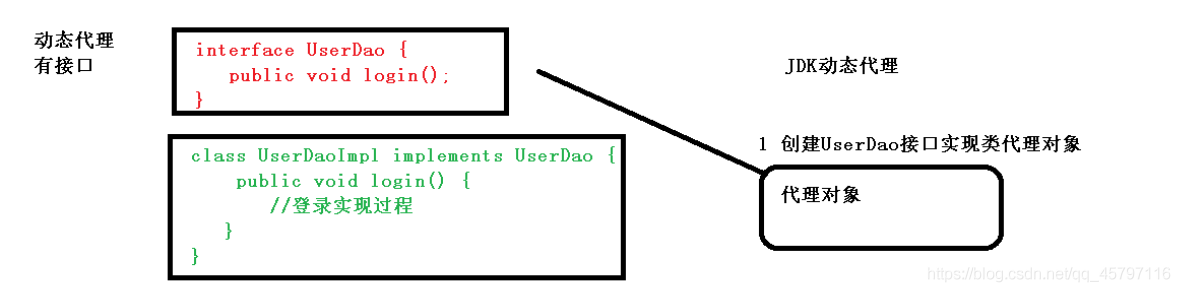 动态代理
有接口
interface UserDao {
public void login();
}
class UserDaoImpl implements UserDao {
public void login() {
//登录实现过程
}
}
JDK动态代理
1 创建UserDao接口实现类代理对象
代理对象
https://blog.csdn.net/qq_45797116